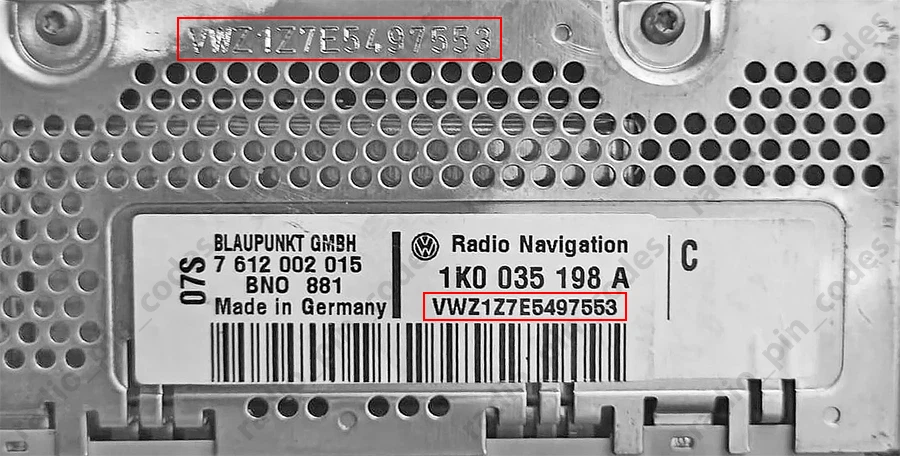 VWZ1Z7E5497553
07S
BLAUPUNKT GMBH
7 612 002 015
BNO 881
Made in Germany
Radio Navigation
1K0 035 198 A
VWZ1Z7E5497553
C
rio_pin_codes